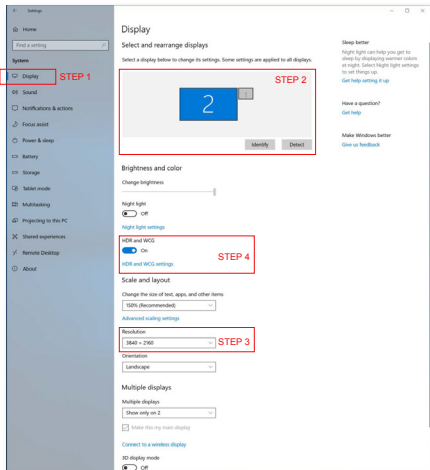 Settings
Home
Find a setting
System
Display
STEP 1
Sound
Notifications & actions
Focus assist
Power & sleep
Battery
Storage
Tablet mode
Multitasking
Projecting to this PC
Shared experiences
Remote Desktop
About
Display
Select and rearrange displays
Select a display below to change its settings. Some settings are applied to all displays.
STEP 2
2
1
Identify
Detect
Brightness and color
Change brightness
Night light
Off
Night light settings
HDR and WCG
On
STEP 4
HDR and WCG settings
Scale and layout
Change the size of text, apps, and other items
150% (Recommended)
Advanced scaling settings
Resolution
3840 × 2160
STEP 3
Orientation
Landscape
Multiple displays
Multiple displays
Show only on 2
Make this my main display
Connect to a wireless display
3D display mode
Off
Sleep better
Night light can help you get to
sleep by displaying warmer colors
at night. Select Night light settings
to set things up.
Get help setting it up
Have a question?
Get help
Make Windows better
Give us feedback